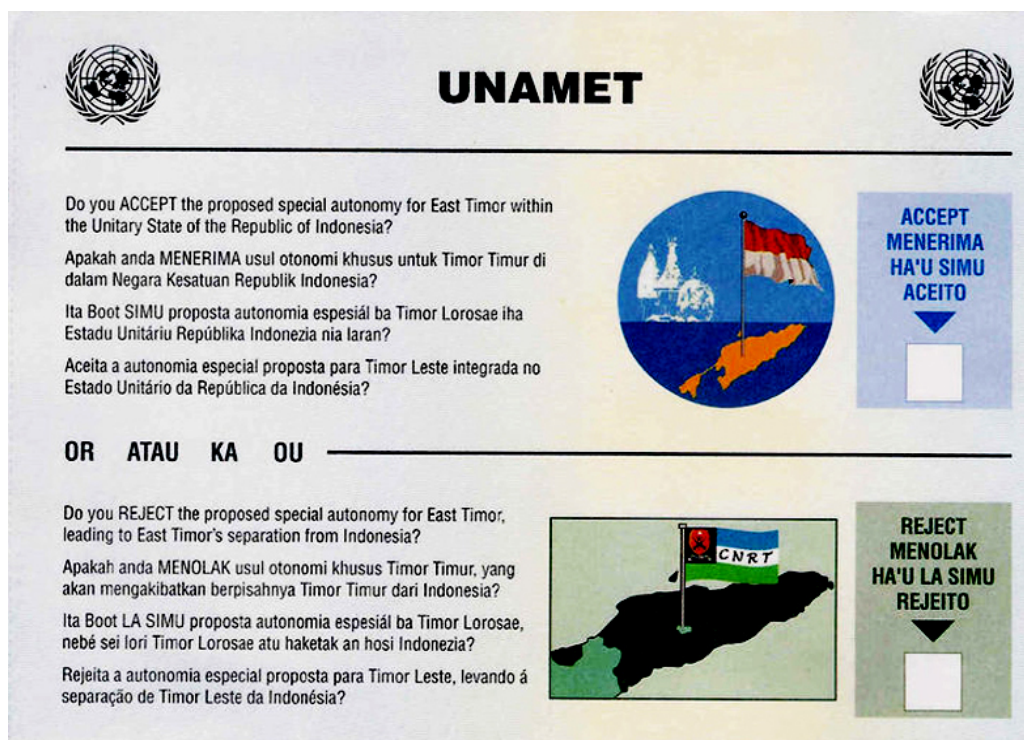 UNAMET
Do you ACCEPT the proposed special autonomy for East Timor within
the Unitary State of the Republic of Indonesia?
Apakah anda MENERIMA usul otonomi khusus untuk Timor Timur di
dalam Negara Kesatuan Republik Indonesia?
Ita Boot SIMU proposta autonomia espesiál ba Timor Lorosae iha
Estadu Unitáriu Repúblika Indonezia nia laran?
Aceita a autonomia especial proposta para Timor Leste integrada no
Estado Unitário da República da Indonésia?
ACCEPT
MENERIMA
HA'U SIMU
ACEITO
OR ATAU KA OU
Do you REJECT the proposed special autonomy for East Timor,
leading to East Timor's separation from Indonesia?
Apakah anda MENOLAK usul otonomi khusus Timor Timur, yang
akan mengakibatkan berpisahnya Timor Timur dari Indonesia?
Ita Boot LA SIMU proposta autonomia espesiál ba Timor Lorosae,
nebé sei lori Timor Lorosae atu haketak an hosi Indonezia?
Rejeita a autonomia especial proposta para Timor Leste, levando á
separação de Timor Leste da Indonésia?
CNRT
REJECT
MENOLAK
HA'U LA SIMU
REJEITO